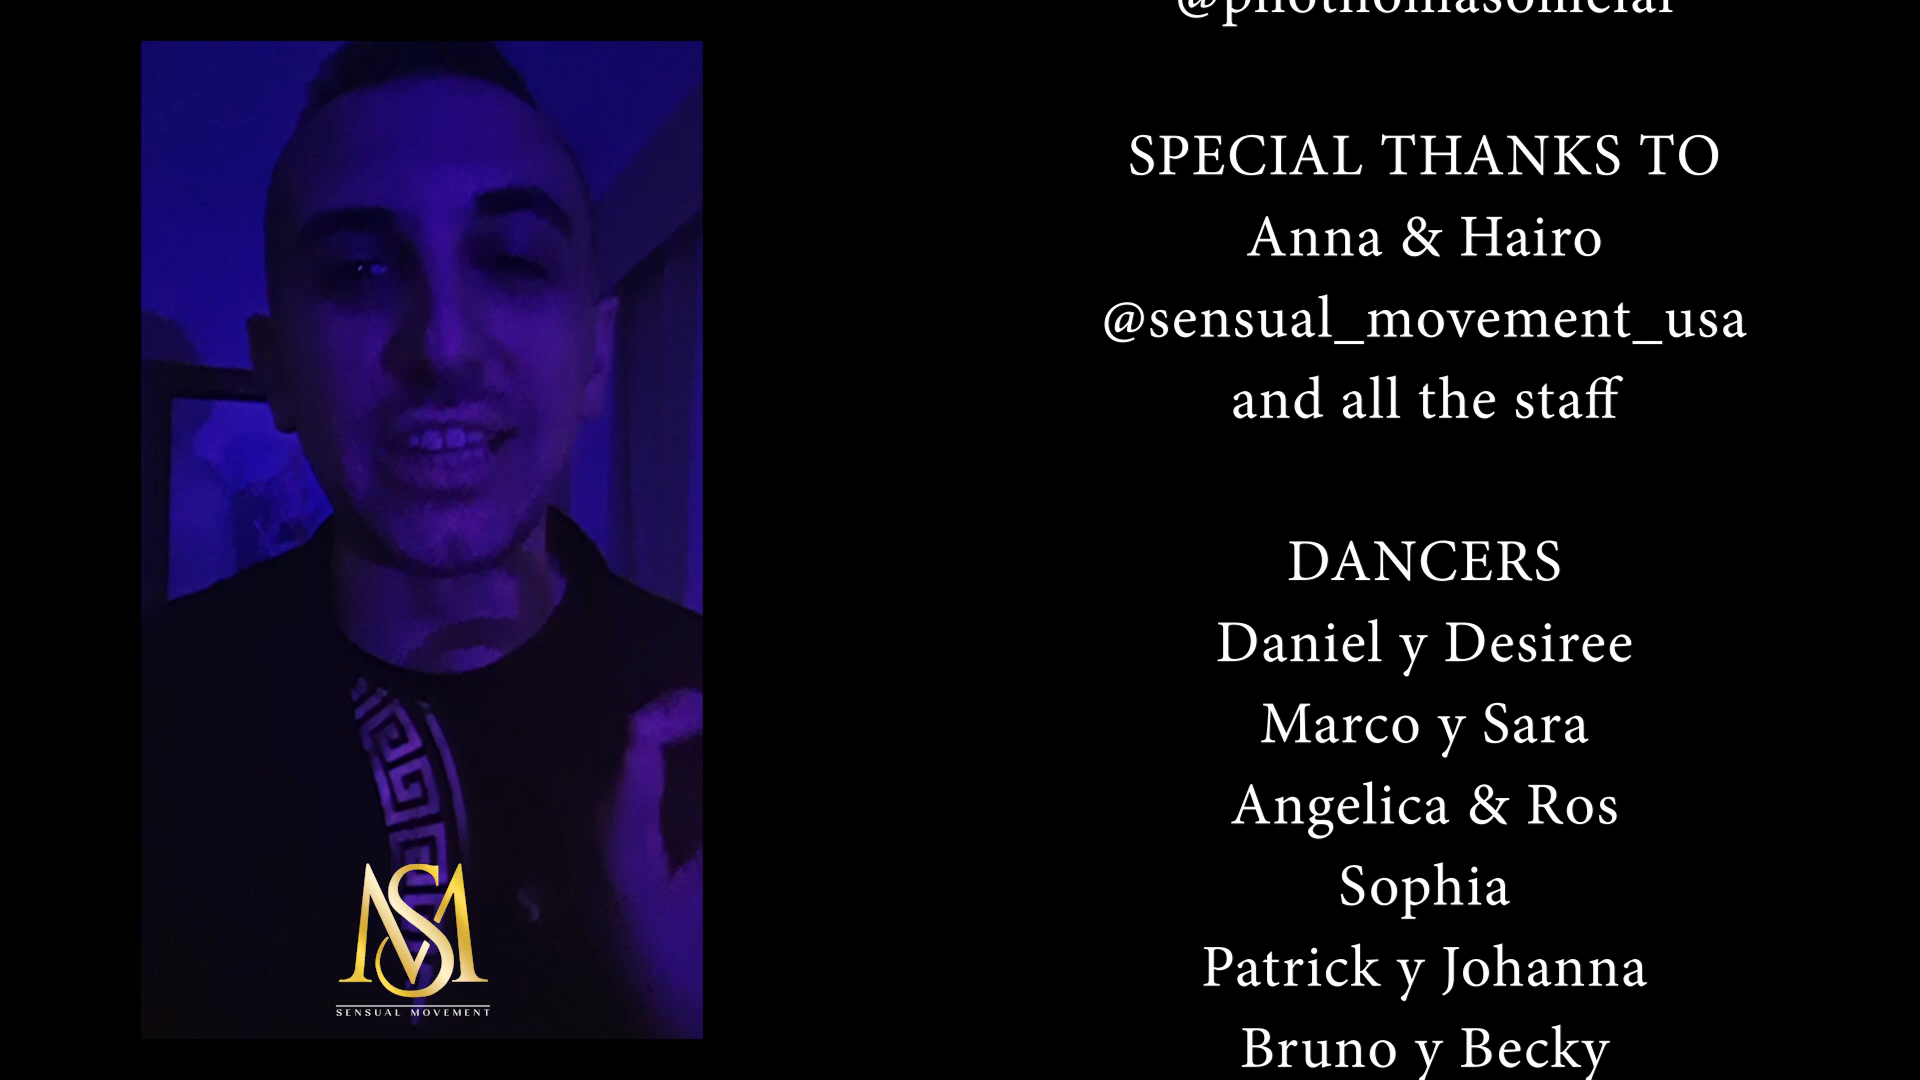 SPECIAL THANKS TO
Anna & Hairo
@sensual_movement_usa
and all the staff
DANCERS
Daniel y Desiree
Marco y Sara
Angelica & Ros
Sophia
Patrick y Johanna
Bruno y Becky
SM
SENSUAL MOVEMENT